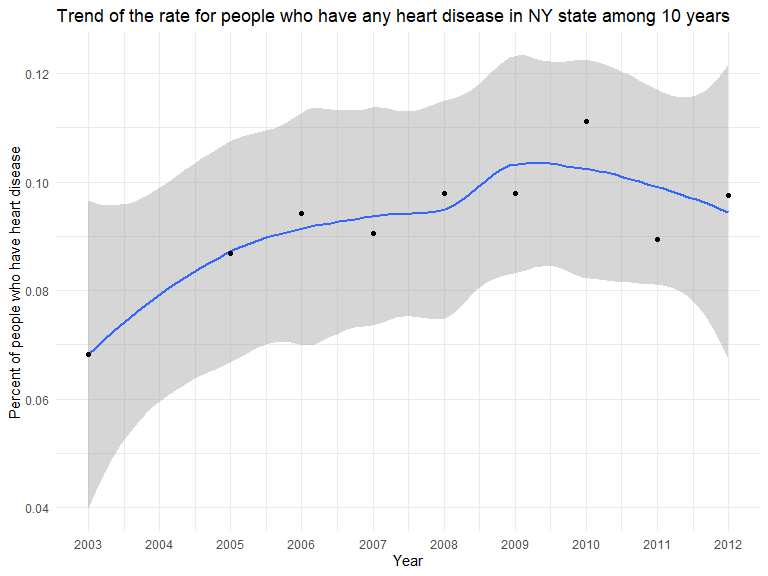 Trend of the rate for people who have any heart disease in NY state among 10 years
Percent of people who have heart disease
0.12
0.10
0.08
0.06
0.04
2003 2004 2005 2006 2007 2008 2009 2010 2011 2012
Year